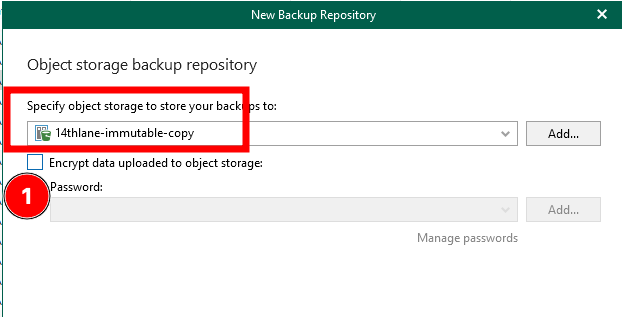 New Backup Repository
Object storage backup repository
Specify object storage to store your backups to:
14thlane-immutable-copy
Add...
Encrypt data uploaded to object storage:
1
Password:
Add...
Manage passwords